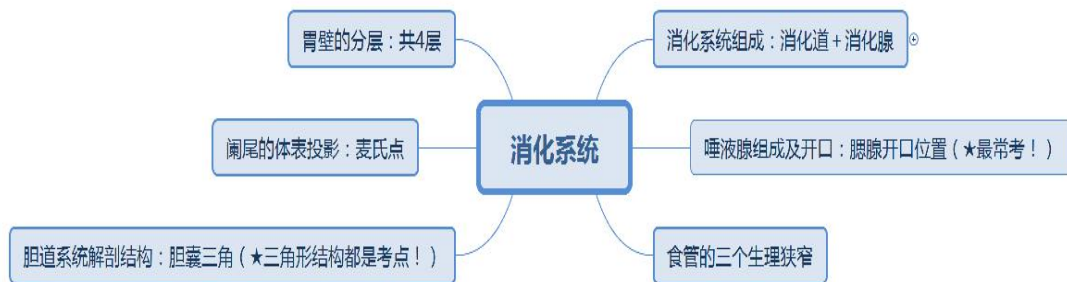 胃壁的分层：共4层
消化系统组成：消化道＋消化腺
阑尾的体表投影：麦氏点
消化系统
唾液腺组成及开口：腮腺开口位置（★最常考！）
胆道系统解剖结构：胆囊三角（★三角形结构都是考点！）
食管的三个生理狭窄